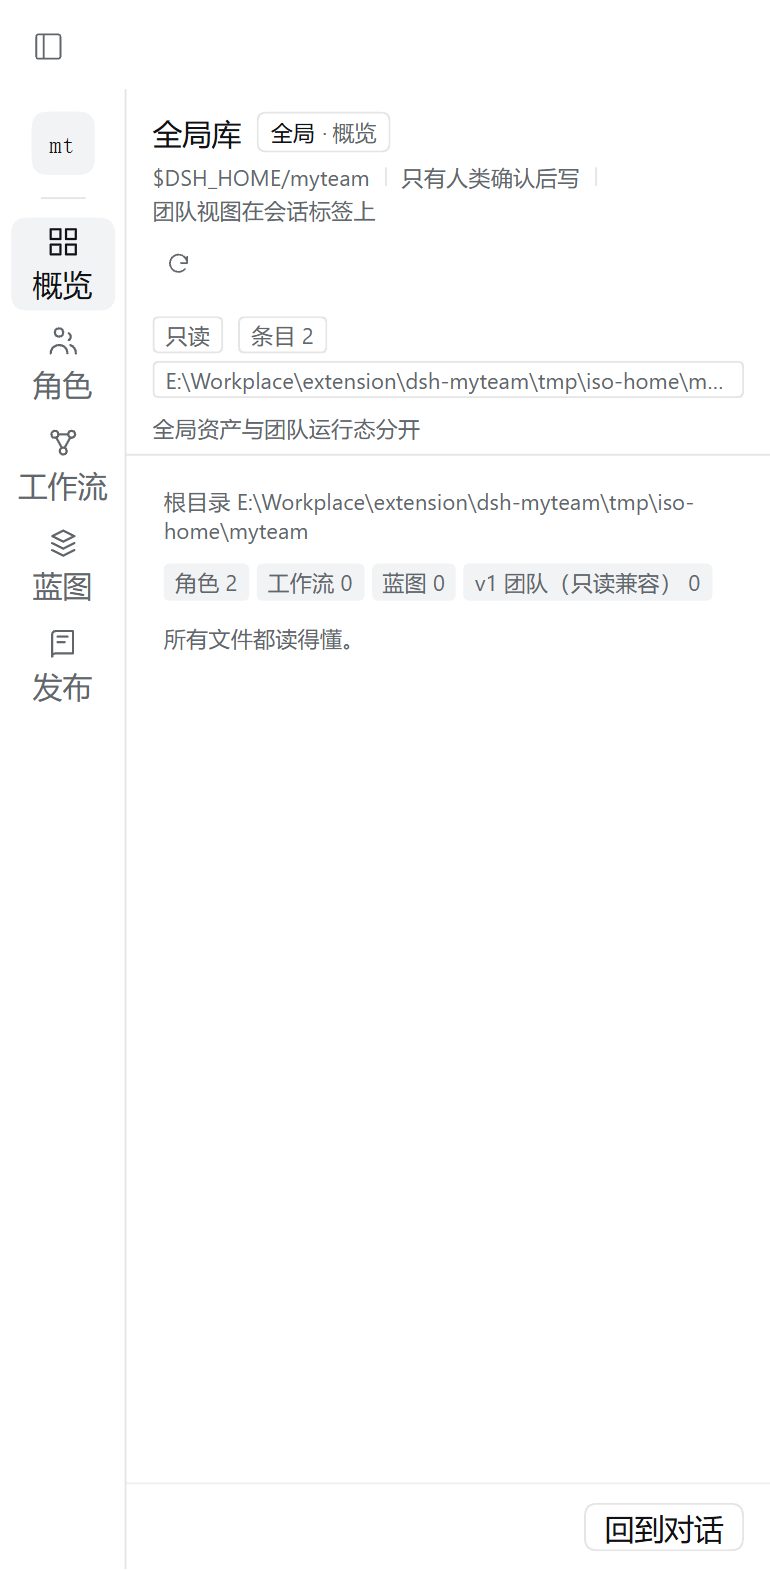 mt
概览
角色
工作流
蓝图
发布
全局库 全局 · 概览
$DSH_HOME/myteam 只有人类确认后写
团队视图在会话标签上
只读 条目 2
E:\Workplace\extension\dsh-myteam\tmp\iso-home\m...
全局资产与团队运行态分开
根目录 E:\Workplace\extension\dsh-myteam\tmp\iso-
home\myteam
角色 2 工作流 0 蓝图 0 v1 团队（只读兼容） 0
所有文件都读得懂。
回到对话